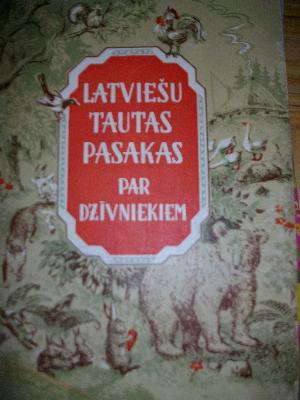 LATVIEŠU
TAUTAS
PASAKAS
PAR
DZĪVNIEKIEM